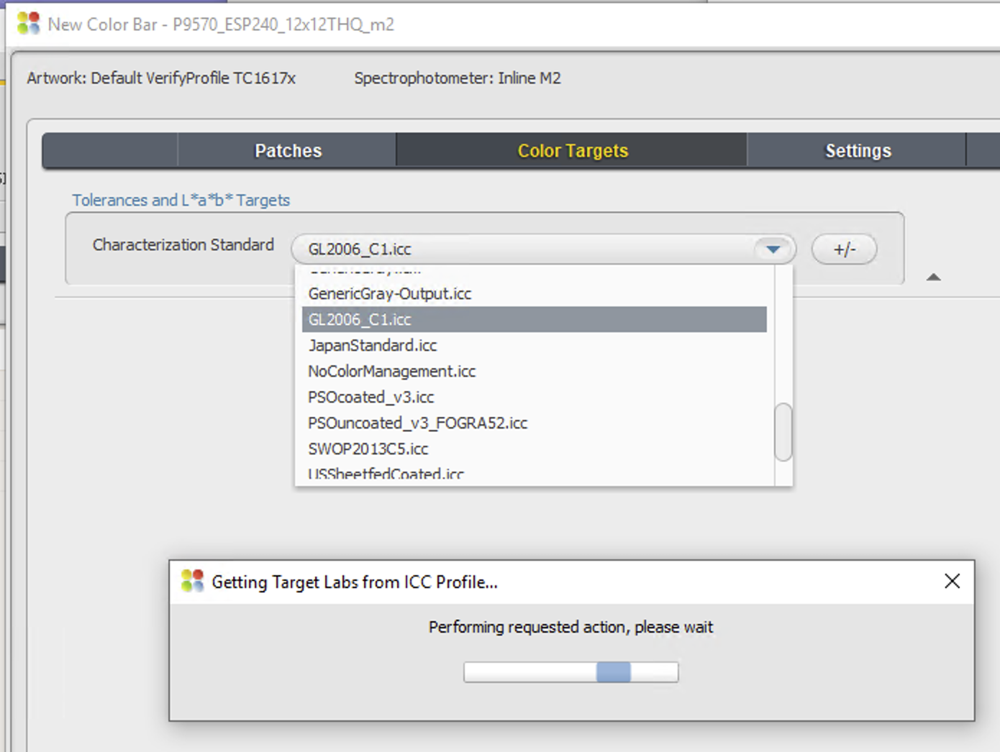 New Color Bar - P9570_ESP240_12x12THQ_m2
Artwork: Default VerifyProfile TC1617x Spectrophotometer: Inline M2
Patches Color Targets Settings
Tolerances and L*a*b* Targets
Characterization Standard GL2006_C1.icc +/-
GenericGray-Output.icc
GL2006_C1.icc
JapanStandard.icc
NoColorManagement.icc
PSOcoated_v3.icc
PSOuncoated_v3_FOGRA52.icc
SWOP2013C5.icc
USSheetfedCoated.icc
Getting Target Labs from ICC Profile...
Performing requested action, please wait